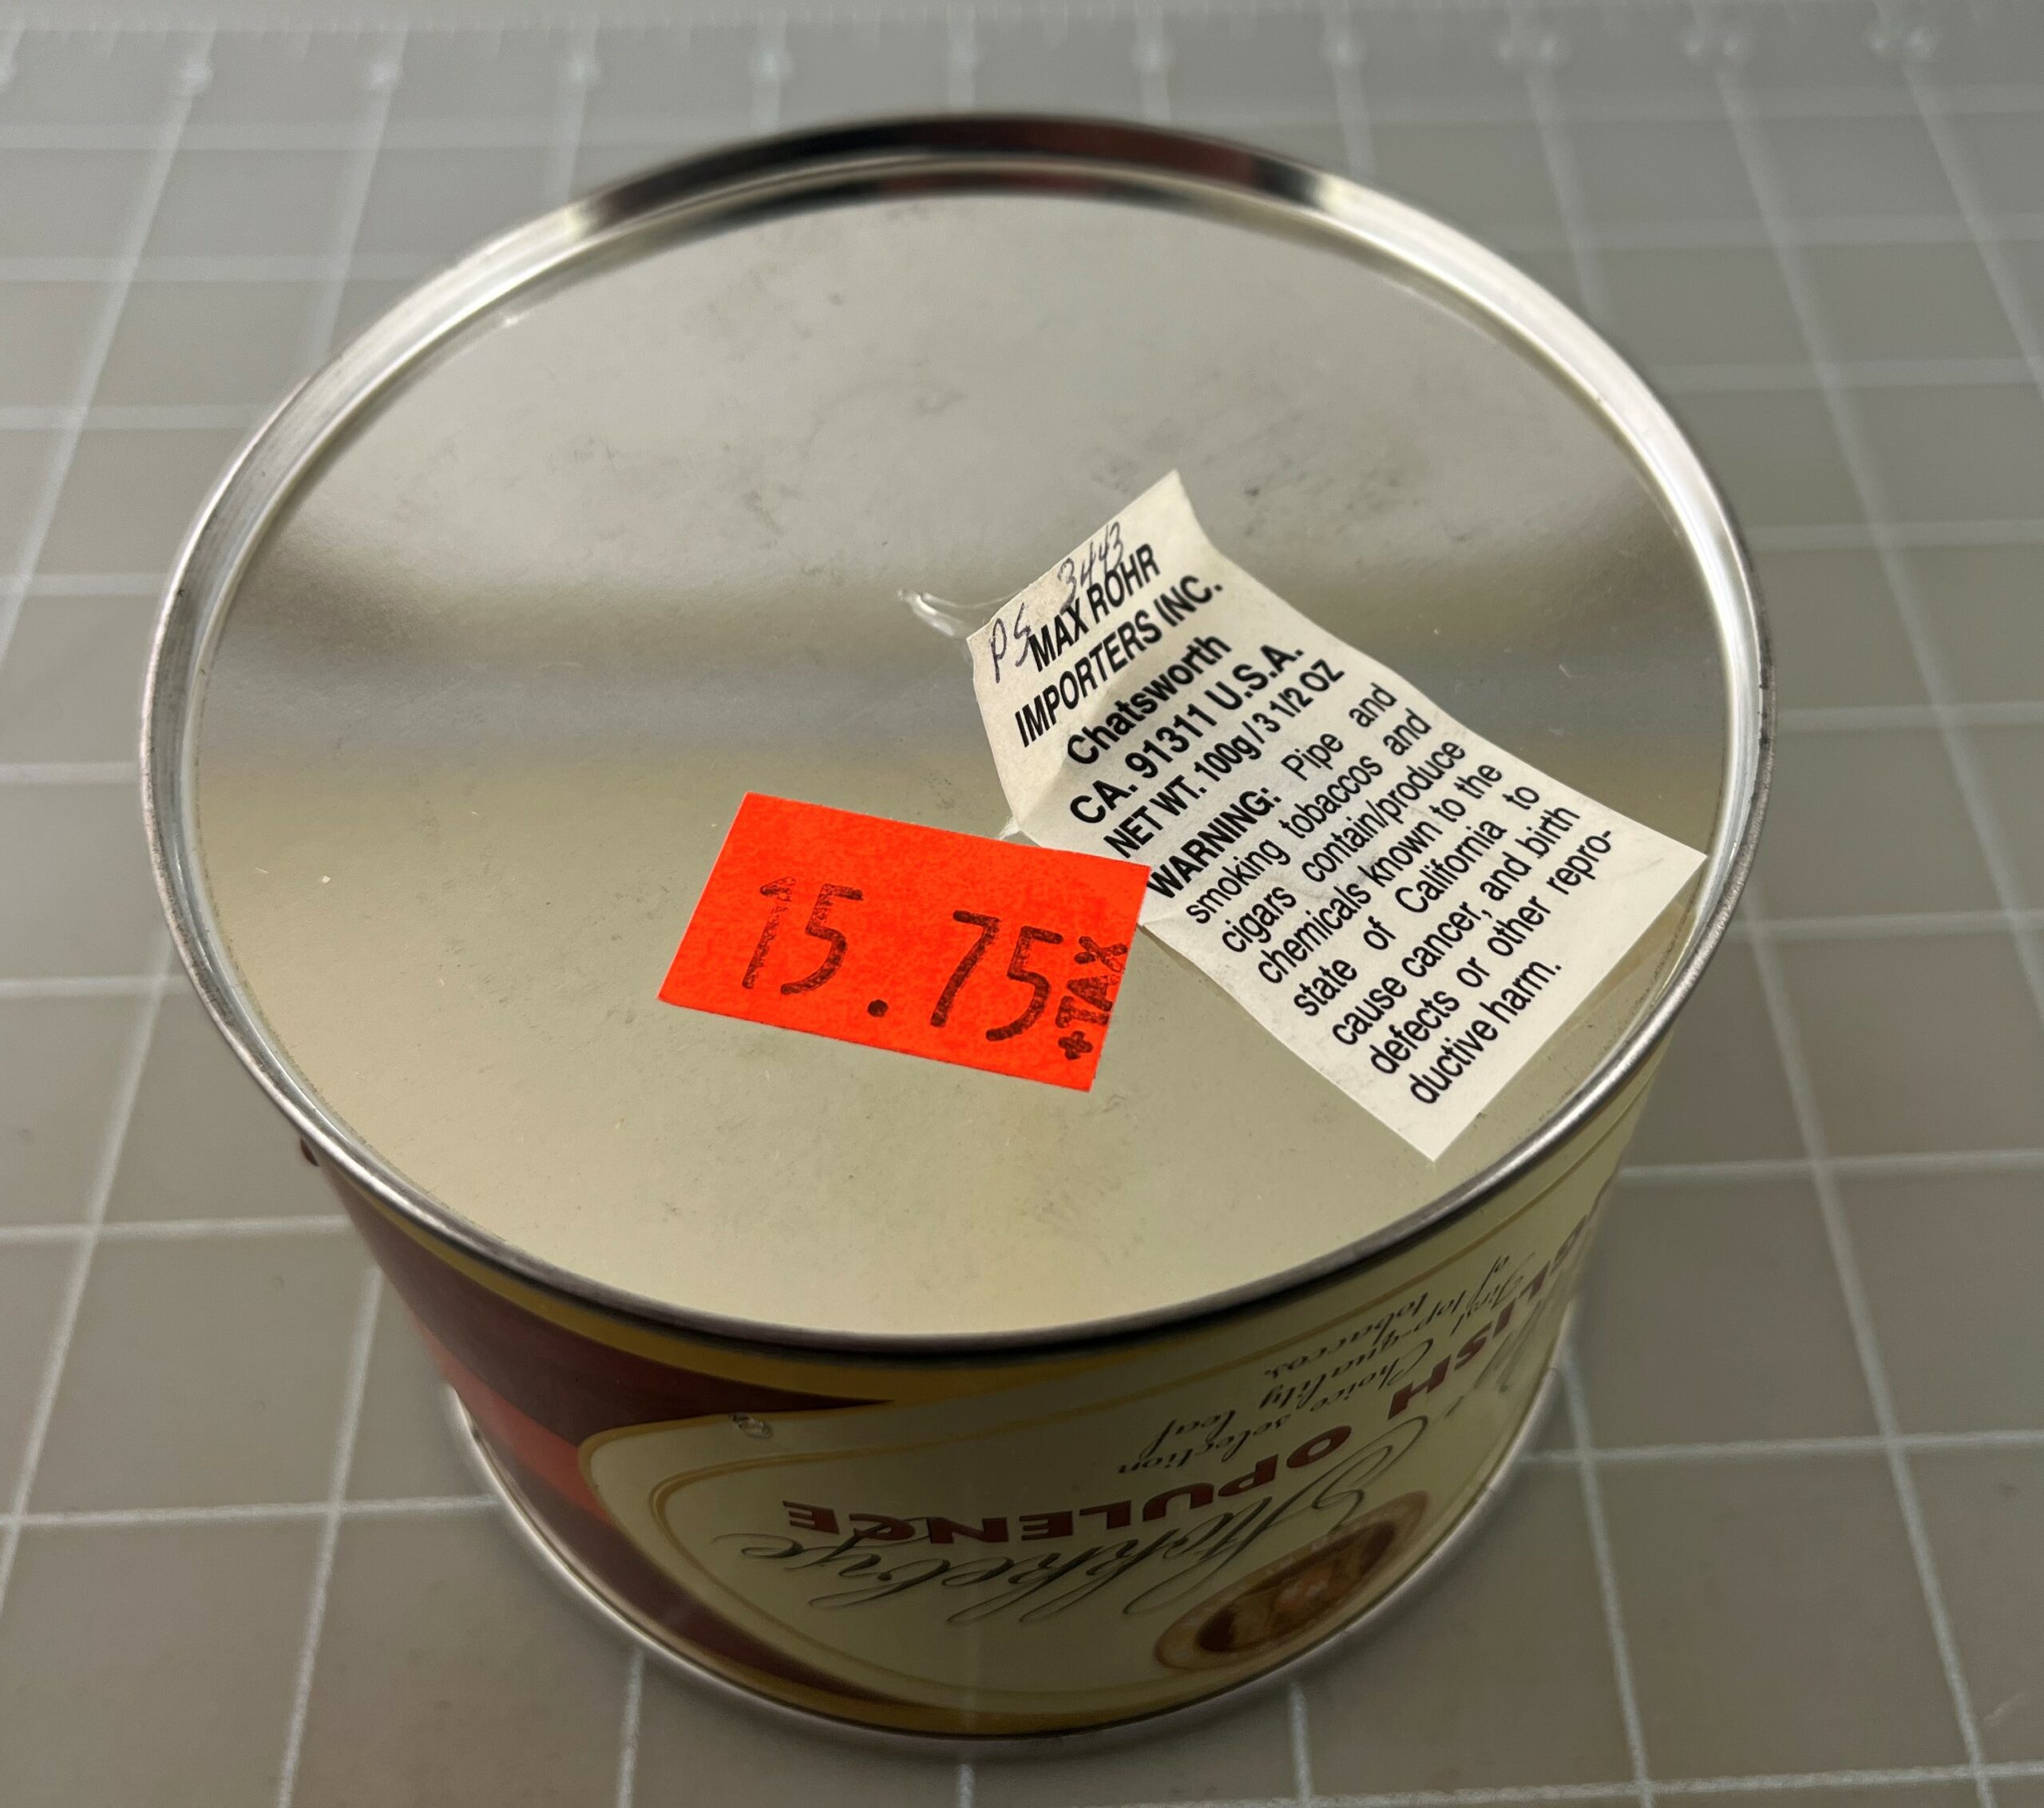 PS 3443
MAX ROHR
IMPORTERS INC.
Chatsworth
CA. 91311 U.S.A.
NET WT. 100g / 3 1/2 OZ
WARNING: Pipe and
smoking tobaccos and
cigars contain/produce
chemicals known to the
state of California to
cause cancer, and birth
defects or other repro-
ductive harm.
15.75
+TAX
Stokkebye
OPULENCE
Choice selection
top-quality leaf
tobaccos.